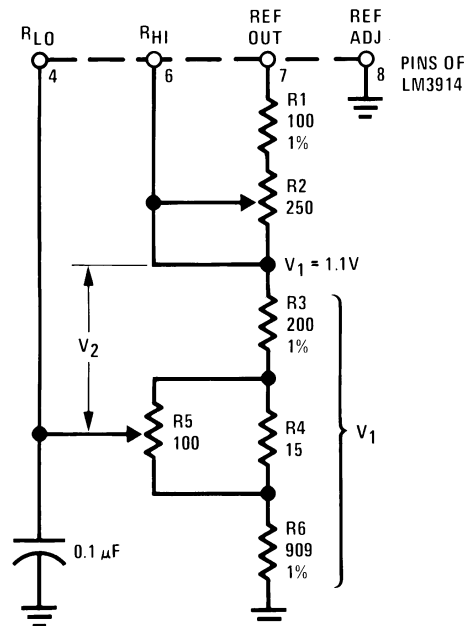 RLO
RHI
REF
OUT
REF
ADJ
4
6
7
8
PINS OF
LM3914
R1
100
1%
R2
250
V1 = 1.1V
R3
200
1%
V2
R5
100
R4
15
V1
0.1 μF
R6
909
1%